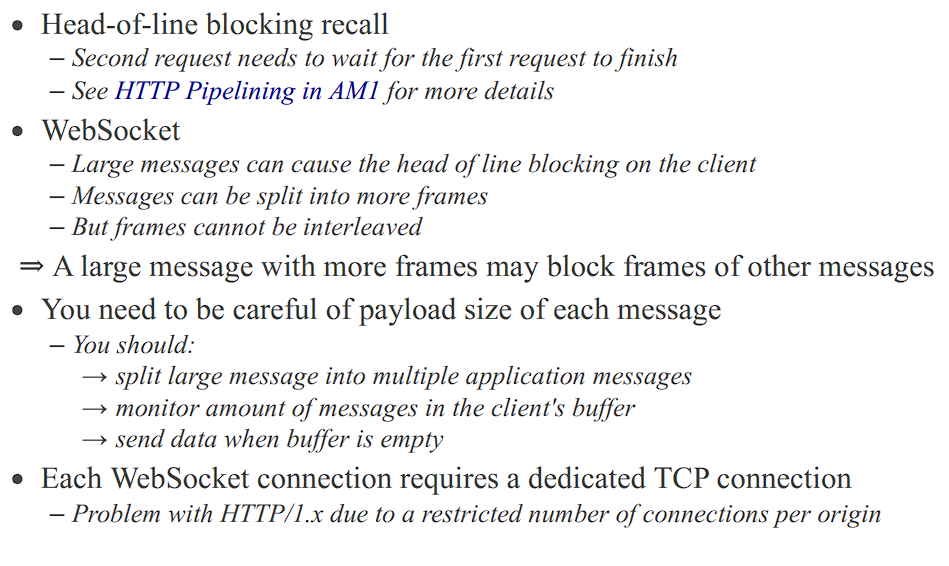 • Head-of-line blocking recall
– Second request needs to wait for the first request to finish
– See HTTP Pipelining in AM1 for more details
• WebSocket
– Large messages can cause the head of line blocking on the client
– Messages can be split into more frames
– But frames cannot be interleaved
⇒ A large message with more frames may block frames of other messages
• You need to be careful of payload size of each message
– You should:
→ split large message into multiple application messages
→ monitor amount of messages in the client's buffer
→ send data when buffer is empty
• Each WebSocket connection requires a dedicated TCP connection
– Problem with HTTP/1.x due to a restricted number of connections per origin